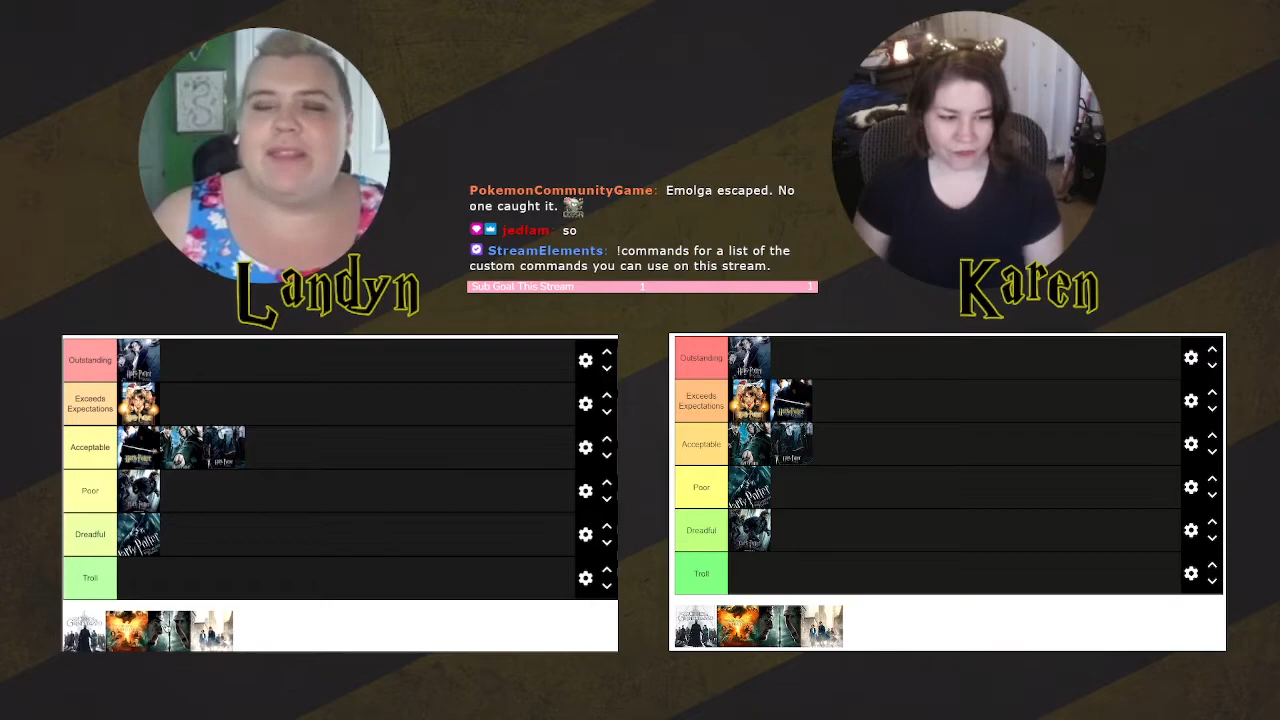 PokemonCommunityGame: Emolga escaped. No
one caught it.
jedlam: so
StreamElements: !commands for a list of the
custom commands you can use on this stream.
Sub Goal This Stream 1 1
Landyn
Karen
Outstanding
Exceeds
Expectations
Acceptable
Poor
Dreadful
Troll
Outstanding
Exceeds
Expectations
Acceptable
Poor
Dreadful
Troll